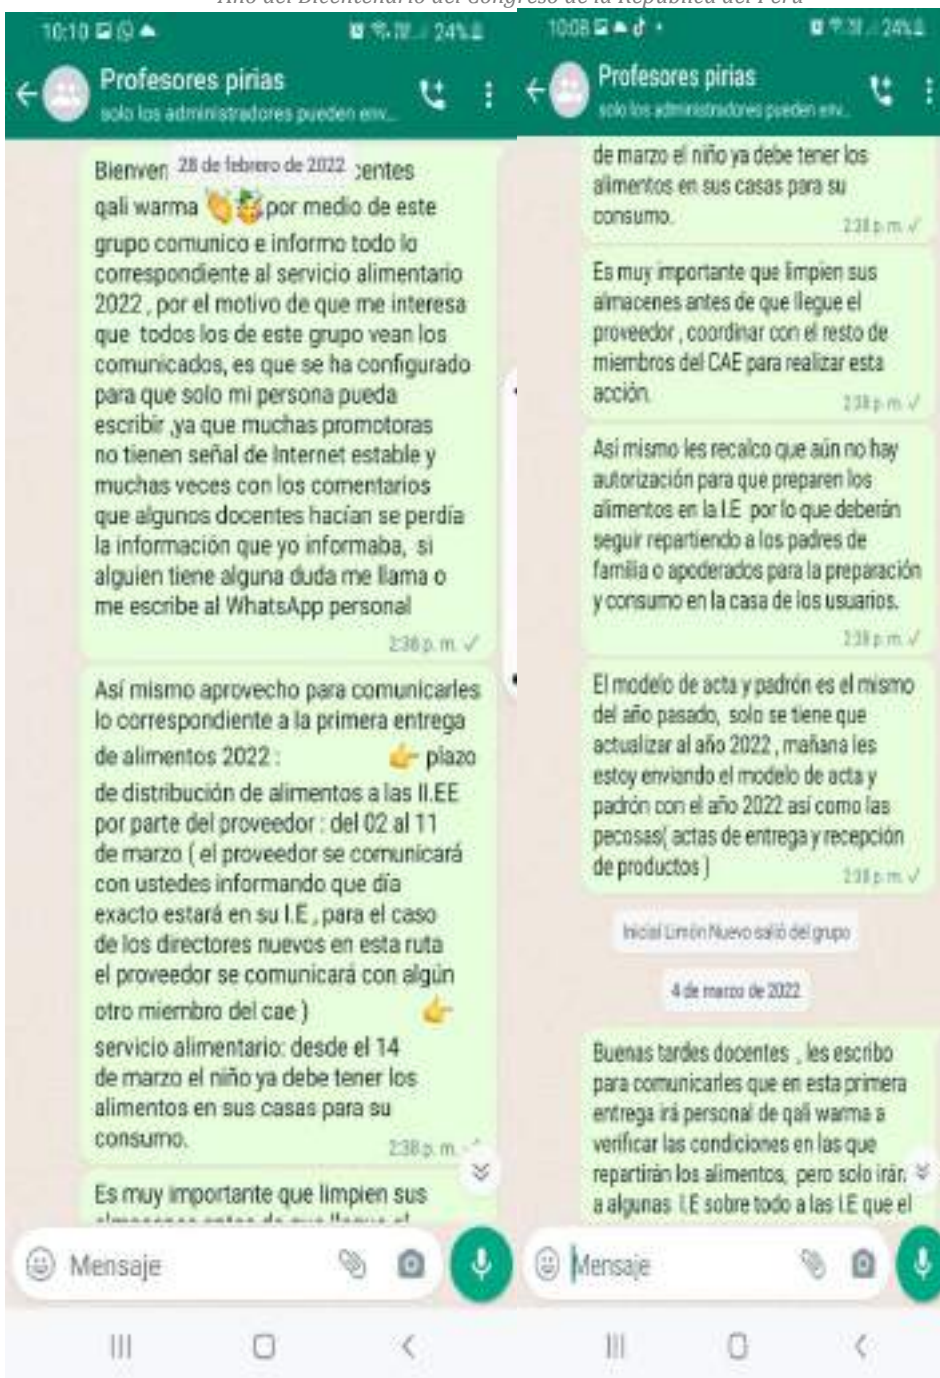 Año del Bicentenario del Congreso de la República del Perú
10:10 24%
Profesores pirias
solo los administradores pueden env...
28 de febrero de 2022
Bienven centes
qali warma 👏🥳por medio de este
grupo comunico e informo todo lo
correspondiente al servicio alimentario
2022 , por el motivo de que me interesa
que todos los de este grupo vean los
comunicados, es que se ha configurado
para que solo mi persona pueda
escribir ,ya que muchas promotoras
no tienen señal de Internet estable y
muchas veces con los comentarios
que algunos docentes hacían se perdía
la información que yo informaba, si
alguien tiene alguna duda me llama o
me escribe al WhatsApp personal
2:38 p. m.
Así mismo aprovecho para comunicarles
lo correspondiente a la primera entrega
de alimentos 2022 : 👉 plazo
de distribución de alimentos a las II.EE
por parte del proveedor : del 02 al 11
de marzo ( el proveedor se comunicará
con ustedes informando que día
exacto estará en su I.E , para el caso
de los directores nuevos en esta ruta
el proveedor se comunicará con algún
otro miembro del cae ) 👉
servicio alimentario: desde el 14
de marzo el niño ya debe tener los
alimentos en sus casas para su
consumo.
2:38 p. m.
Es muy importante que limpien sus
almacenes antes de que llegue el
Mensaje
10:08 24%
Profesores pirias
solo los administradores pueden env...
de marzo el niño ya debe tener los
alimentos en sus casas para su
consumo.
2:38 p. m.
Es muy importante que limpien sus
almacenes antes de que llegue el
proveedor , coordinar con el resto de
miembros del CAE para realizar esta
acción.
2:38 p. m.
Así mismo les recalco que aún no hay
autorización para que preparen los
alimentos en la I.E por lo que deberán
seguir repartiendo a los padres de
familia o apoderados para la preparación
y consumo en la casa de los usuarios.
2:38 p. m.
El modelo de acta y padrón es el mismo
del año pasado, solo se tiene que
actualizar al año 2022 , mañana les
estoy enviando el modelo de acta y
padrón con el año 2022 así como las
pecosas( actas de entrega y recepción
de productos )
2:38 p. m.
Inicial Limón Nuevo salió del grupo
4 de marzo de 2022
Buenas tardes docentes , les escribo
para comunicarles que en esta primera
entrega irá personal de qali warma a
verificar las condiciones en las que
repartirán los alimentos, pero solo irán
a algunas I.E sobre todo a las I.E que el
Mensaje